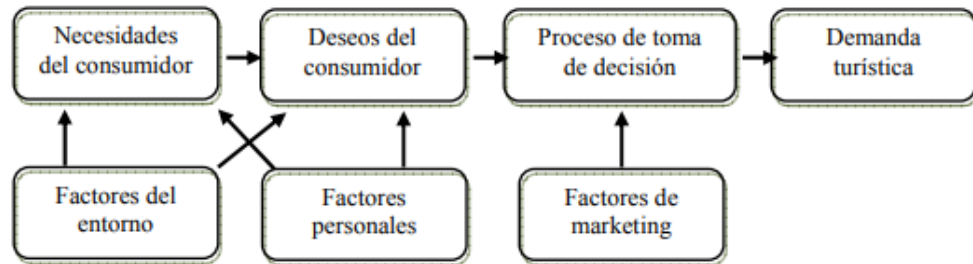 Necesidades
del consumidor
Deseos del
consumidor
Proceso de toma
de decisión
Demanda
turística
Factores del
entorno
Factores
personales
Factores de
marketing